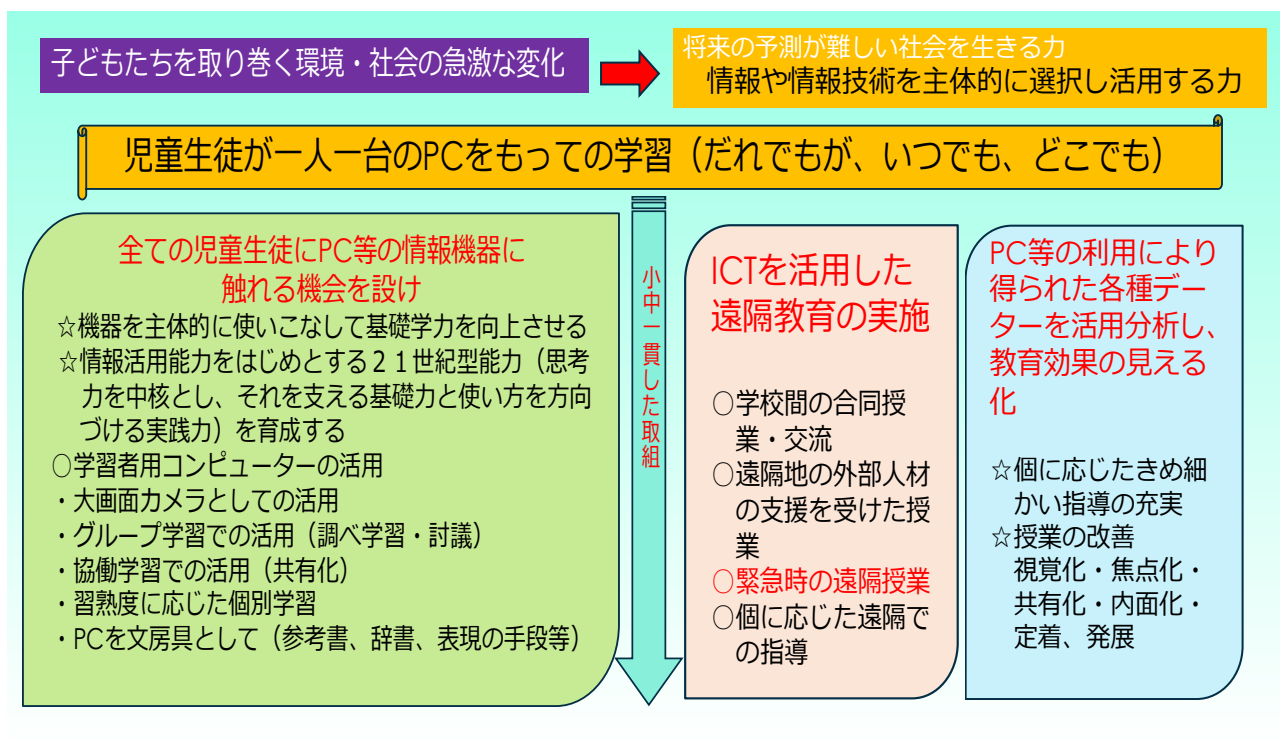 子どもたちを取り巻く環境・社会の急激な変化
将来の予測が難しい社会を生きる力
情報や情報技術を主体的に選択し活用する力
児童生徒が一人一台のPCをもっての学習（だれでもが、いつでも、どこでも）
全ての児童生徒にPC等の情報機器に
触れる機会を設け
☆機器を主体的に使いこなして基礎学力を向上させる
☆情報活用能力をはじめとする２１世紀型能力（思考
力を中核とし、それを支える基礎力と使い方を方向
づける実践力）を育成する
○学習者用コンピューターの活用
・大画面カメラとしての活用
・グループ学習での活用（調べ学習・討議）
・協働学習での活用（共有化）
・習熟度に応じた個別学習
・PCを文房具として（参考書、辞書、表現の手段等）
小中一貫した取組
ICTを活用した
遠隔教育の実施
○学校間の合同授
業・交流
○遠隔地の外部人材
の支援を受けた授
業
○緊急時の遠隔授業
○個に応じた遠隔で
の指導
PC等の利用により
得られた各種デー
ターを活用分析し、
教育効果の見える
化
☆個に応じたきめ細
かい指導の充実
☆授業の改善
視覚化・焦点化・
共有化・内面化・
定着、発展